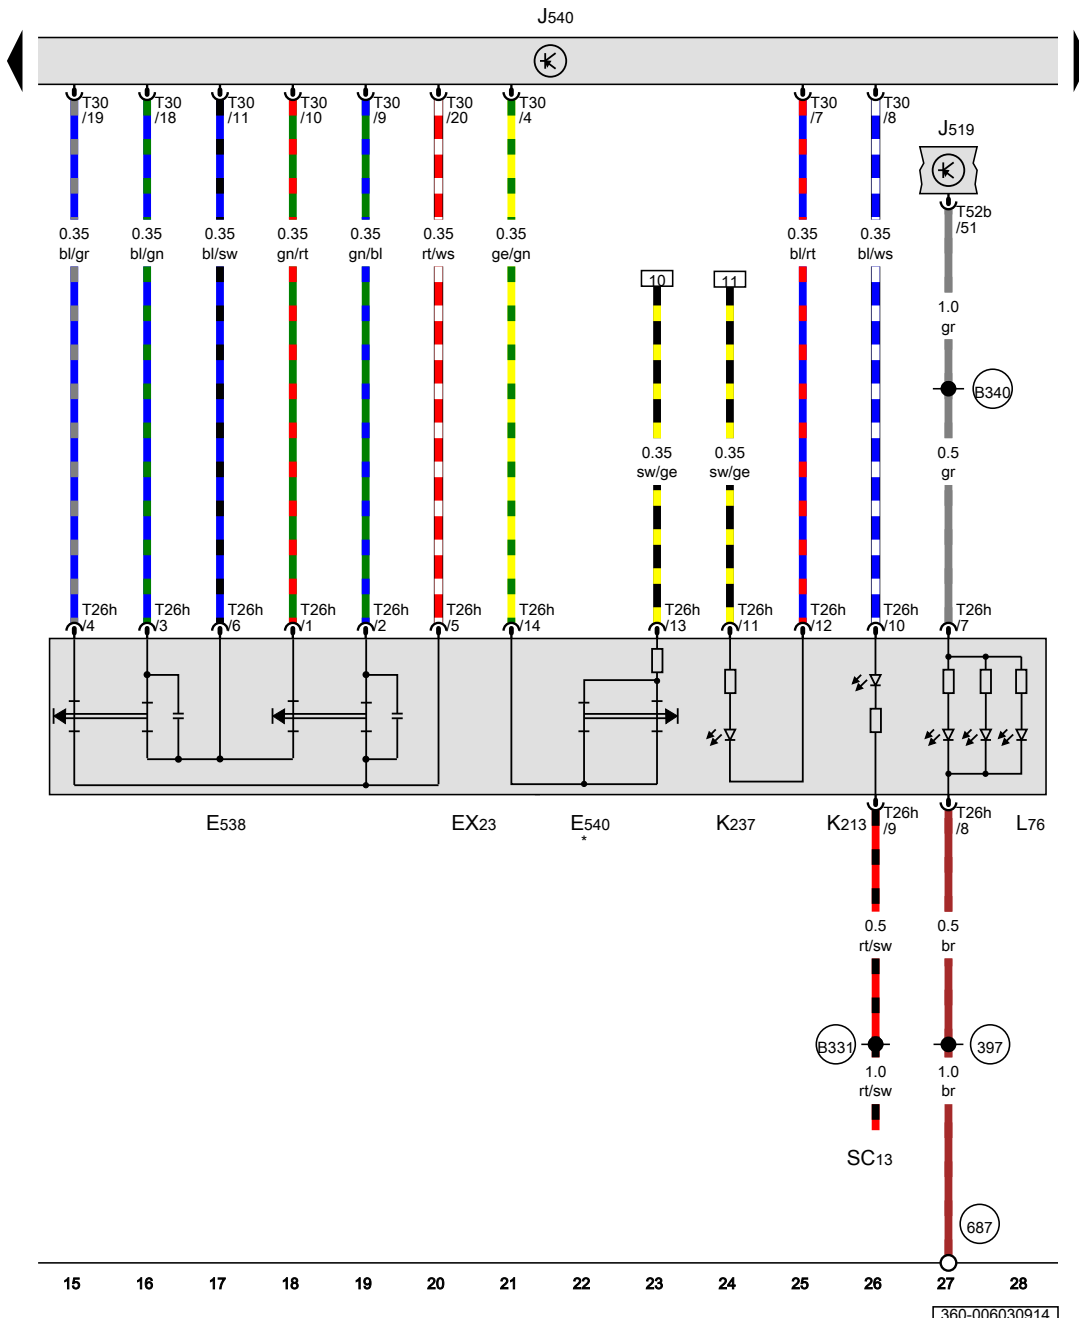 J540
T30 T30 T30 T30 T30 T30 T30 T30 T30
/19 /18 /11 /10 /9 /20 /4 /7 /8
J519
T52b
/51
0.35 0.35 0.35 0.35 0.35 0.35 0.35 0.35 0.35
bl/gr bl/gn bl/sw gn/rt gn/bl rt/ws ge/gn bl/rt bl/ws
10 11
1.0
gr
B340
0.35 0.35 0.5
sw/ge sw/ge gr
T26h T26h T26h T26h T26h T26h T26h T26h T26h T26h T26h T26h
/4 /3 /6 /1 /2 /5 /14 /13 /11 /12 /10 /7
E538 EX23 E540 K237 K213 T26h T26h L76
/9 /8
*
0.5 0.5
rt/sw br
B331 397
1.0 1.0
rt/sw br
SC13
687
15 16 17 18 19 20 21 22 23 24 25 26 27 28
360-006030914